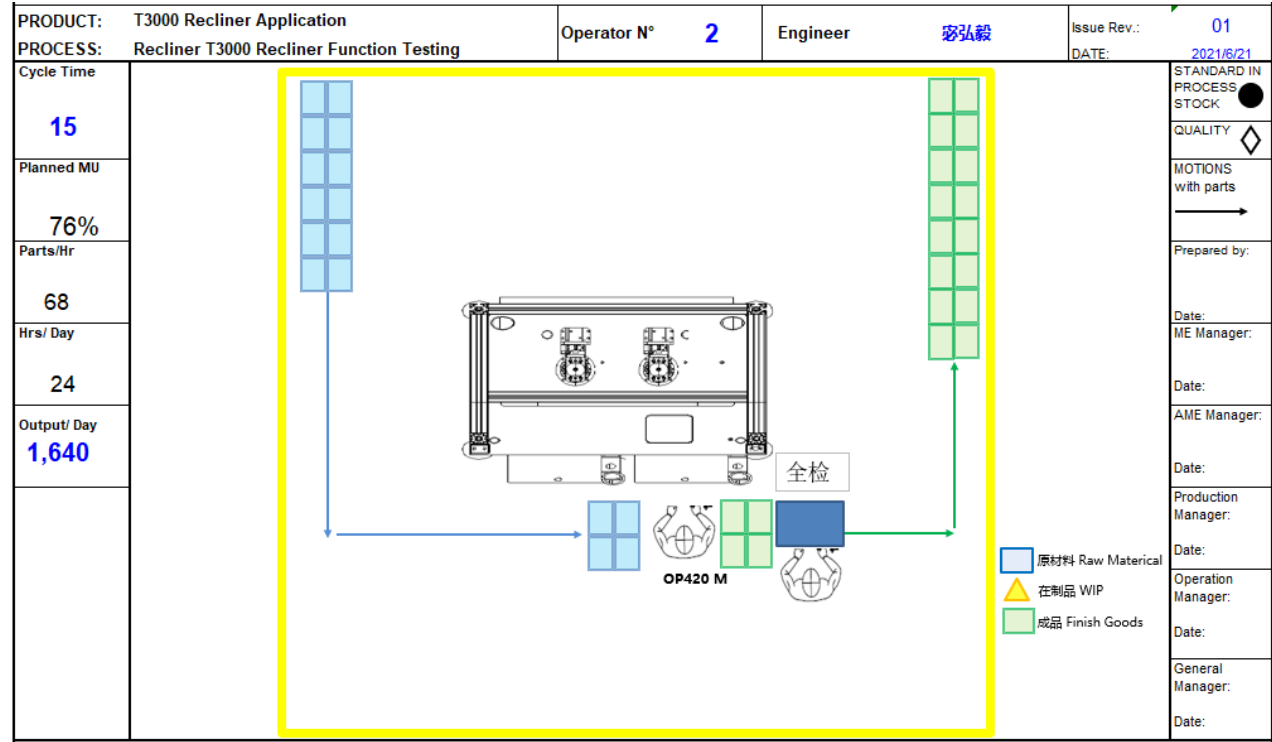 PRODUCT: T3000 Recliner Application
PROCESS: Recliner T3000 Recliner Function Testing
Operator N° 2
Engineer 宓弘毅
Issue Rev.: 01
DATE: 2021/6/21
Cycle Time
15
Planned MU
76%
Parts/Hr
68
Hrs/ Day
24
Output/ Day
1,640
全检
OP420 M
原材料 Raw Materical
在制品 WIP
成品 Finish Goods
STANDARD IN
PROCESS
STOCK
QUALITY
MOTIONS
with parts
Prepared by:
Date:
ME Manager:
Date:
AME Manager:
Date:
Production
Manager:
Date:
Operation
Manager:
Date:
General
Manager:
Date: